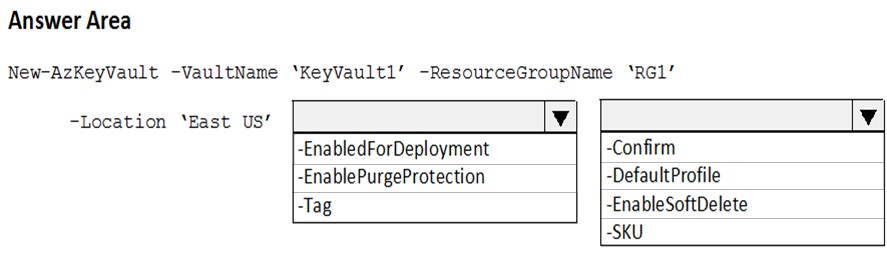 Answer Area
New-AzKeyVault -VaultName ‘KeyVault1’ -ResourceGroupName ‘RG1’
-Location ‘East US’
-EnabledForDeployment
-EnablePurgeProtection
-Tag
-Confirm
-DefaultProfile
-EnableSoftDelete
-SKU